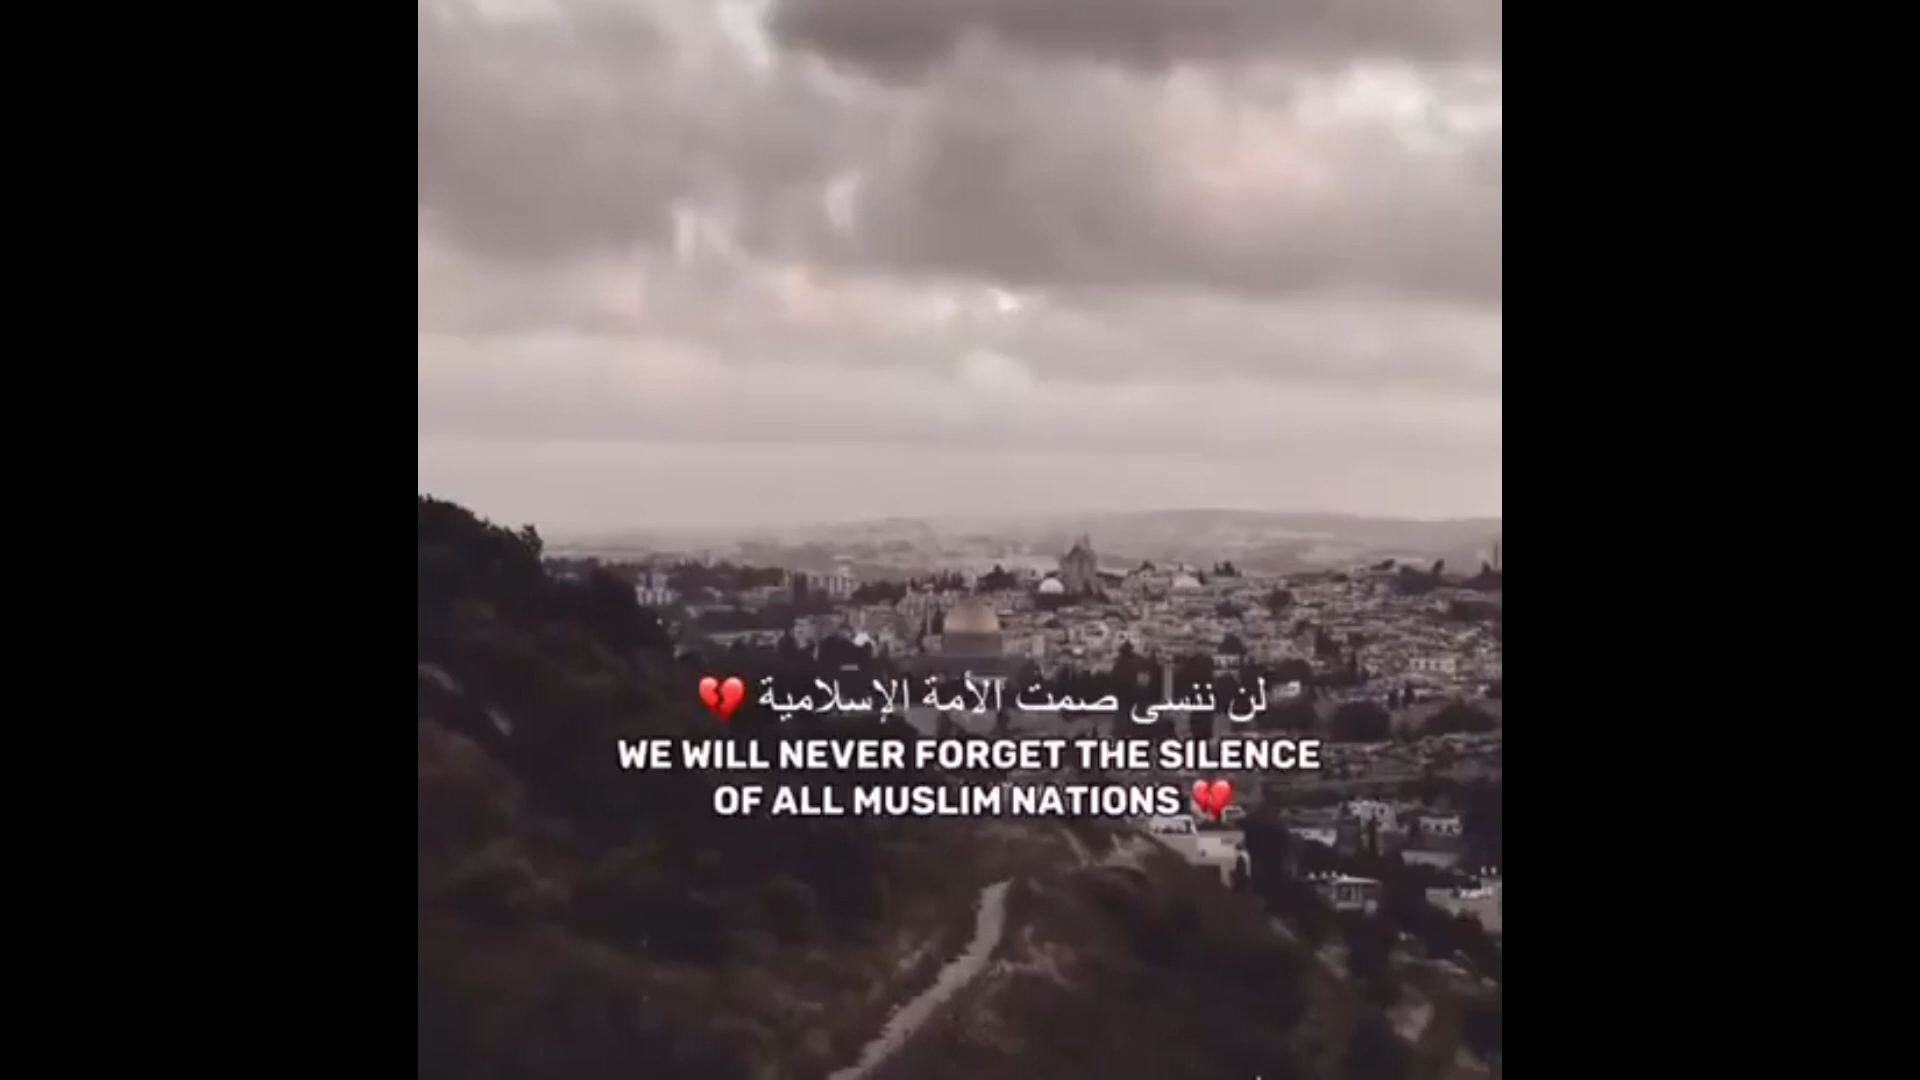 لن ننسى صمت الأمة الإسلامية 💔
WE WILL NEVER FORGET THE SILENCE
OF ALL MUSLIM NATIONS 💔